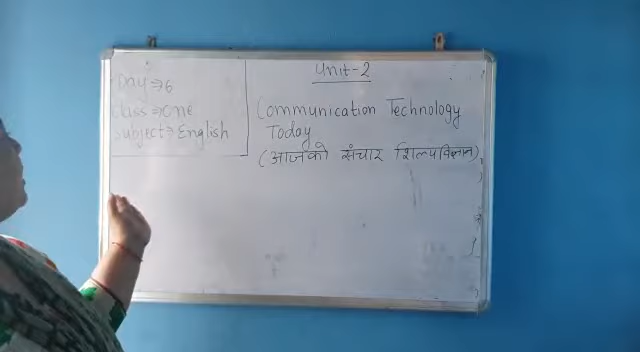 Day ⇒ 6
Class ⇒ One
Subject ⇒ English
Unit-2
Communication Technology
Today
(आजको संचार शिल्पविज्ञान)